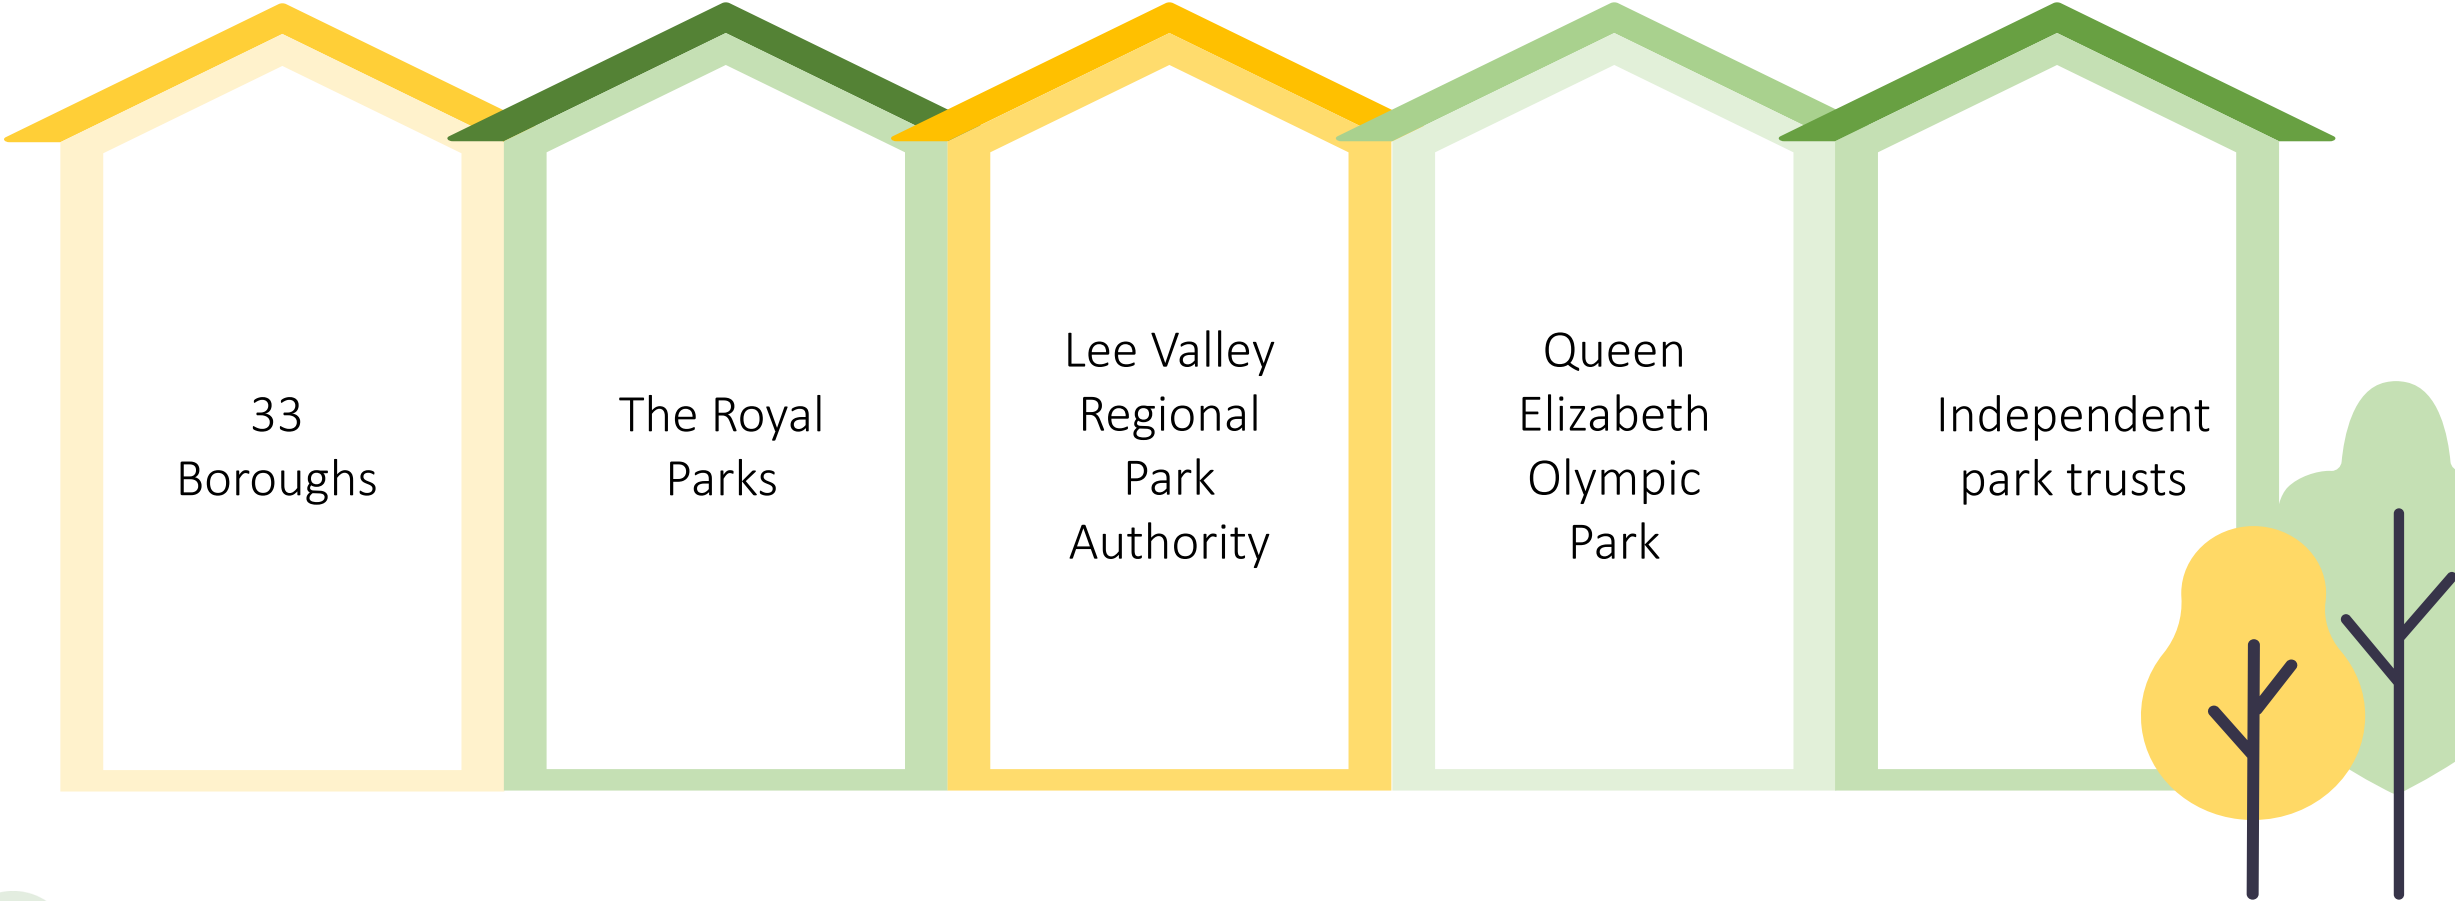 33
Boroughs
The Royal
Parks
Lee Valley
Regional
Park
Authority
Queen
Elizabeth
Olympic
Park
Independent
park trusts